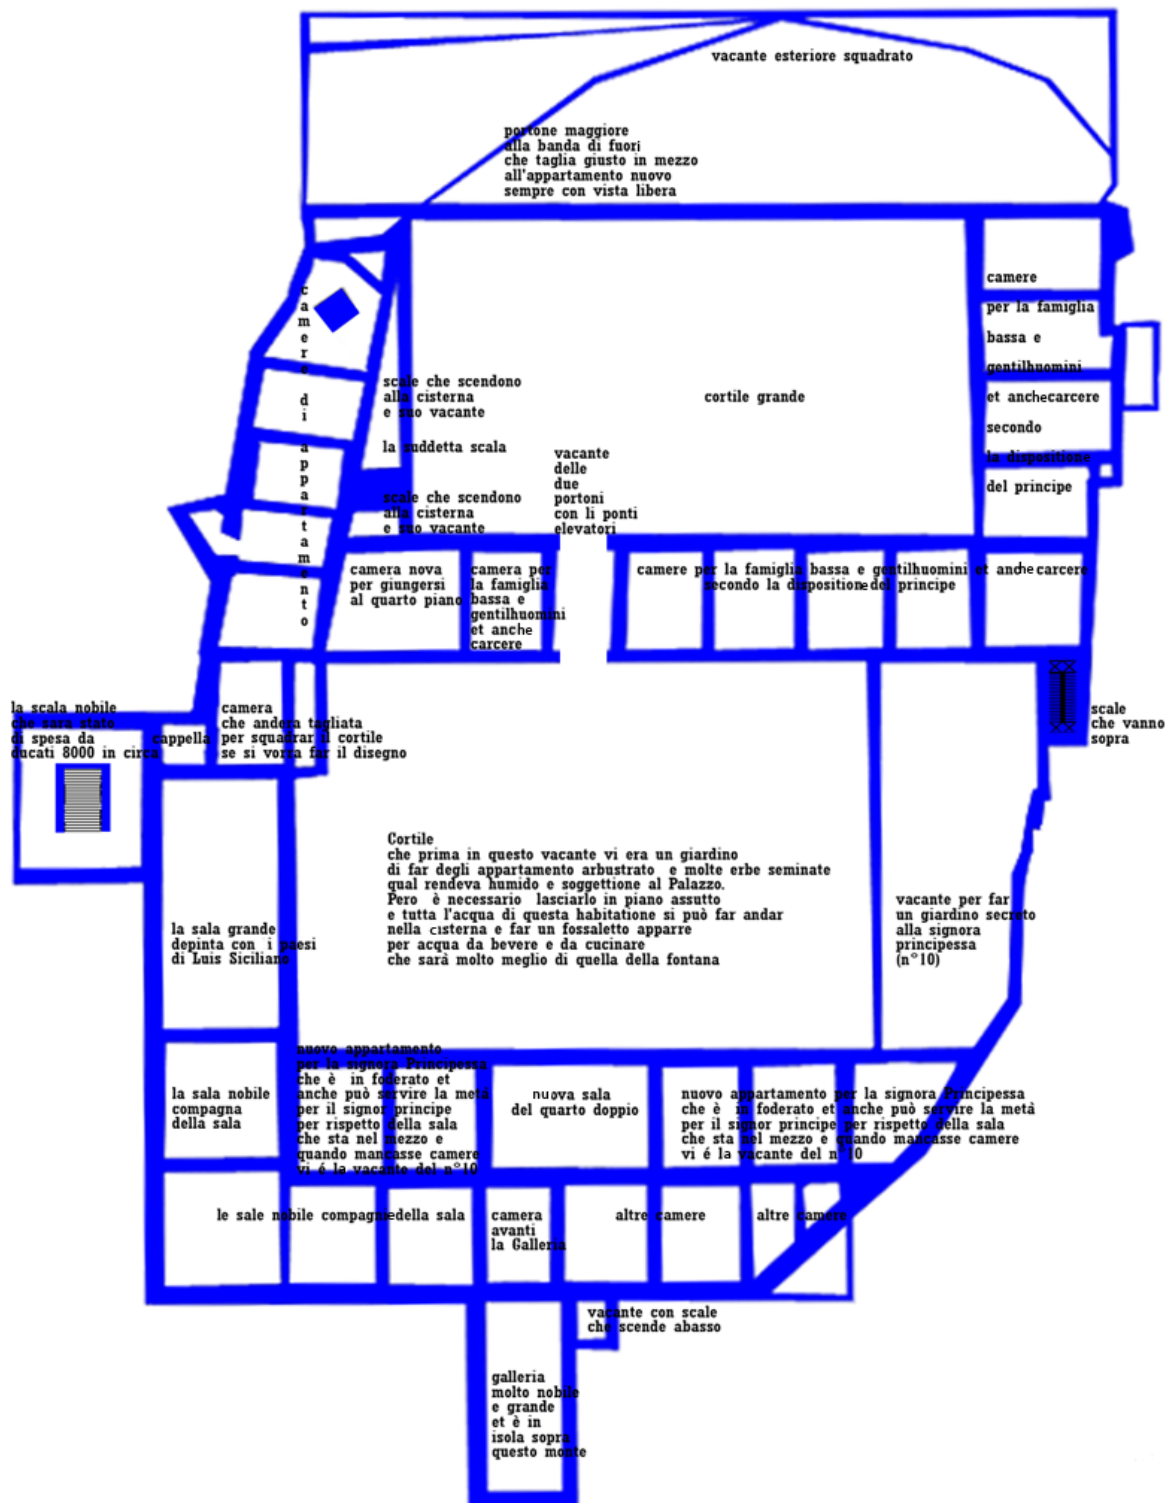 vacante esteriore squadrato
portone maggiore
alla banda di fuori
che taglia giusto in mezzo
all'appartamento nuovo
sempre con vista libera
camere di appartamento
scale che scendono
alla cisterna
e suo vacante
la suddetta scala
scale che scendono
alla cisterna
e suo vacante
vacante
delle
due
portoni
con li ponti
elevatori
cortile grande
camere
per la famiglia
bassa e
gentilhuomini
et anchecarcere
secondo
la dispositione
del principe
camera nova
per giungersi
al quarto piano
camera per
la famiglia
bassa e
gentilhuomini
et anche
carcere
camere per la famiglia bassa e gentilhuomini et anche carcere
secondo la disposition e del principe
la scala nobile
che sara stato
di spesa da
ducati 8000 in circa
cappella
camera
che andera tagliata
per squadrar il cortile
se si vorra far il disegno
scale
che vanno
sopra
Cortile
che prima in questo vacante vi era un giardino
di far degli appartamento arbustrato e molte erbe seminate
qual rendeva humido e soggettione al Palazzo.
Pero è necessario lasciarlo in piano assutto
e tutta l'acqua di questa habitatione si può far andar
nella cisterna e far un fossaletto apparre
per acqua da bevere e da cucinare
che sarà molto meglio di quella della fontana
vacante per far
un giardino secreto
alla signora
principessa
(n°10)
la sala grande
depinta con i paesi
di Luis Siciliano
nuovo appartamento
per la signora Principessa
che è in foderato et
anche può servire la metá
per il signor principe
per rispetto della sala
che sta nel mezzo e
quando mancasse camere
vi é la vacante del n°10
la sala nobile
compagna
della sala
nuova sala
del quarto doppio
nuovo appartamento per la signora Principessa
che è in foderato et anche può servire la metà
per il signor principe per rispetto della sala
che sta nel mezzo e quando mancasse camere
vi é la vacante del n°10
le sale nobile compagnie della sala
camera
avanti
la Galleria
altre camere
altre camere
vacante con scale
che scende abasso
galleria
molto nobile
e grande
et è in
isola sopra
questo monte